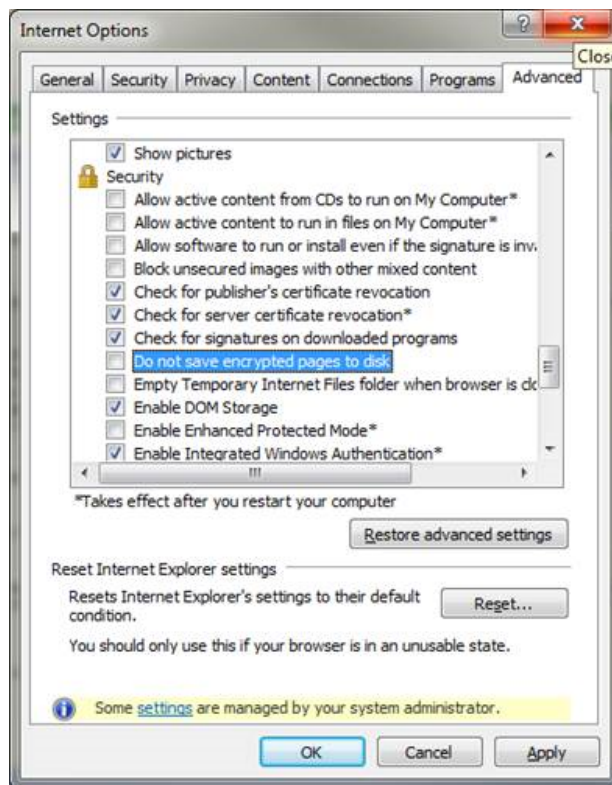 Internet Options
Close
General Security Privacy Content Connections Programs Advanced
Settings
Show pictures
Security
Allow active content from CDs to run on My Computer*
Allow active content to run in files on My Computer*
Allow software to run or install even if the signature is inv
Block unsecured images with other mixed content
Check for publisher's certificate revocation
Check for server certificate revocation*
Check for signatures on downloaded programs
Do not save encrypted pages to disk
Empty Temporary Internet Files folder when browser is clo
Enable DOM Storage
Enable Enhanced Protected Mode*
Enable Integrated Windows Authentication*
*Takes effect after you restart your computer
Restore advanced settings
Reset Internet Explorer settings
Resets Internet Explorer's settings to their default
condition.
Reset...
You should only use this if your browser is in an unusable state.
Some settings are managed by your system administrator.
OK Cancel Apply